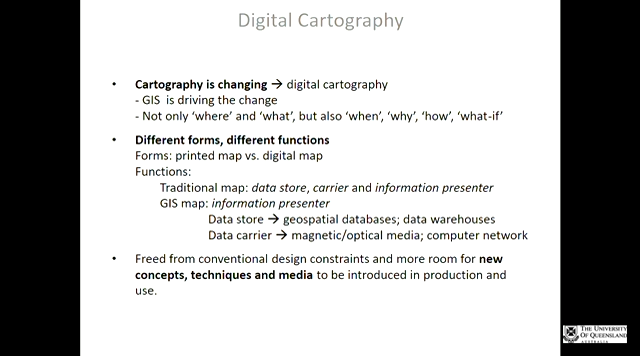 Digital Cartography
• Cartography is changing → digital cartography
- GIS is driving the change
- Not only ‘where’ and ‘what’, but also ‘when’, ‘why’, ‘how’, ‘what-if’
• Different forms, different functions
Forms: printed map vs. digital map
Functions:
Traditional map: data store, carrier and information presenter
GIS map: information presenter
Data store → geospatial databases; data warehouses
Data carrier → magnetic/optical media; computer network
• Freed from conventional design constraints and more room for new
concepts, techniques and media to be introduced in production and
use.
THE UNIVERSITY
OF QUEENSLAND
AUSTRALIA